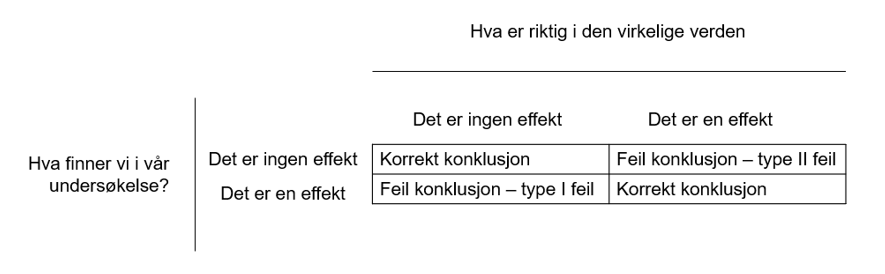 Hva er riktig i den virkelige verden
Det er ingen effekt
Det er en effekt
Hva finner vi i vår
undersøkelse?
Det er ingen effekt
Korrekt konklusjon
Feil konklusjon – type II feil
Det er en effekt
Feil konklusjon – type I feil
Korrekt konklusjon